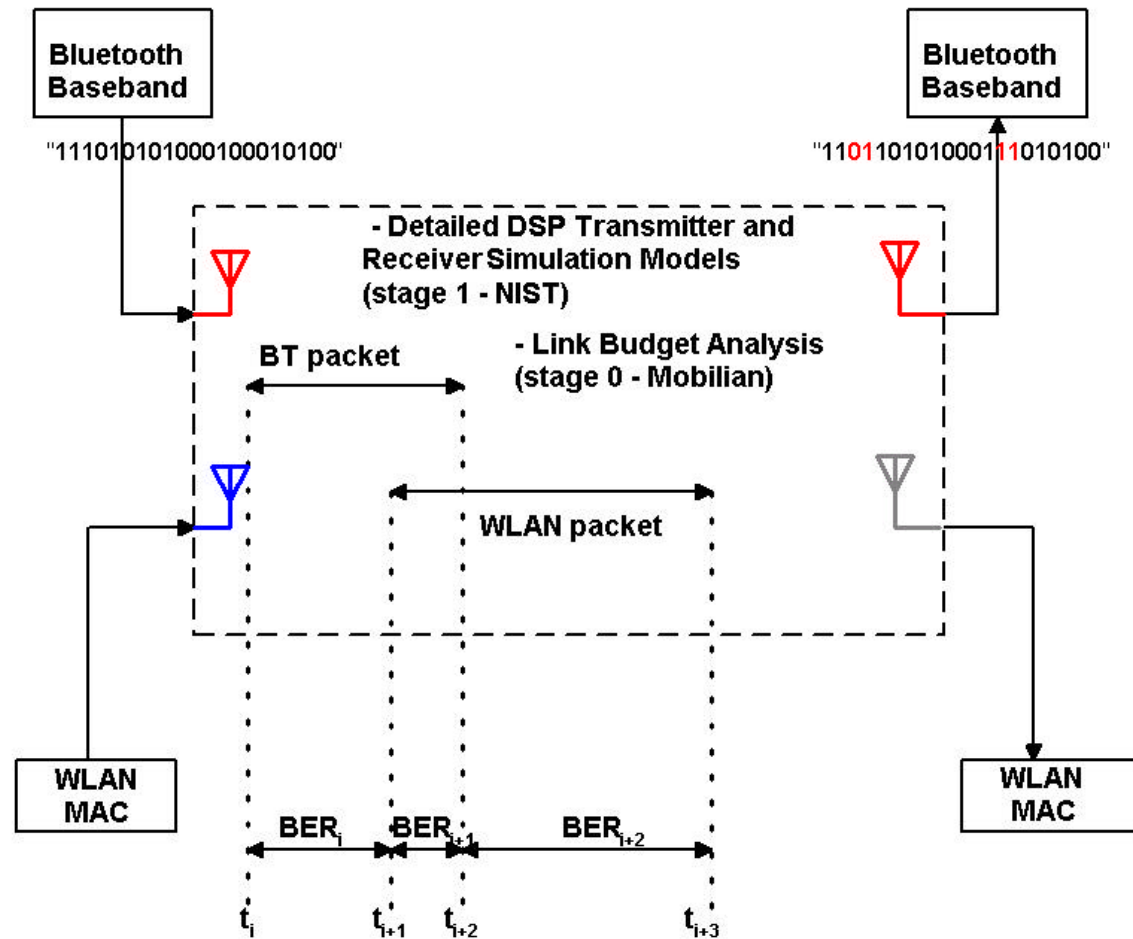 Bluetooth
Baseband
Bluetooth
Baseband
"111010101000100010100"
"110110101000111010100"
- Detailed DSP Transmitter and
Receiver Simulation Models
(stage 1 - NIST)
- Link Budget Analysis
(stage 0 - Mobilian)
BT packet
WLAN packet
WLAN
MAC
WLAN
MAC
BERi
BERi+1
BERi+2
ti
ti+1
ti+2
ti+3